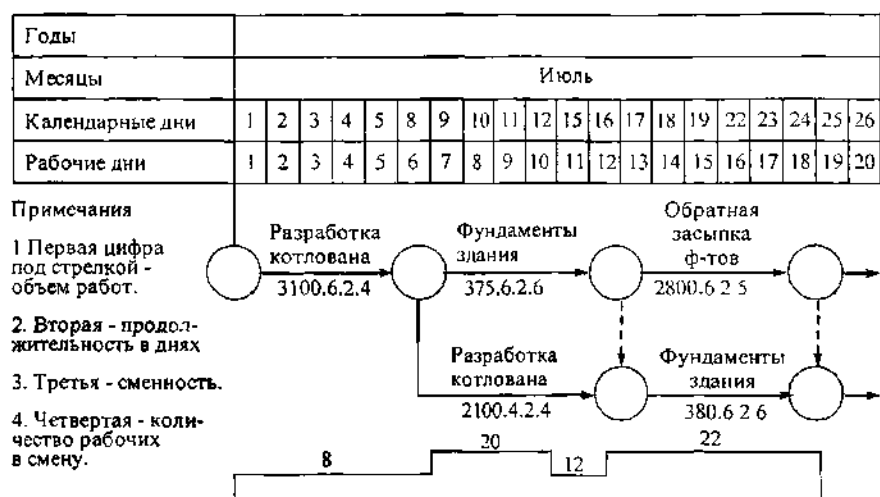 Годы
Месяцы Июль
Календарные дни 1 2 3 4 5 8 9 10 11 12 15 16 17 18 19 22 23 24 25 26
Рабочие дни 1 2 3 4 5 6 7 8 9 10 11 12 13 14 15 16 17 18 19 20
Примечания
1 Первая цифра
под стрелкой -
объем работ.
2. Вторая - продол-
жительность в днях
3. Третья - сменность.
4. Четвертая - коли-
чество рабочих
в смену.
Разработка
котлована
3100.6.2.4
Фундаменты
здания
375.6.2.6
Обратная
засыпка
ф-тов
2800.6 2 5
Разработка
котлована
2100.4.2.4
Фундаменты
здания
380.6 2 6
8
20
12
22